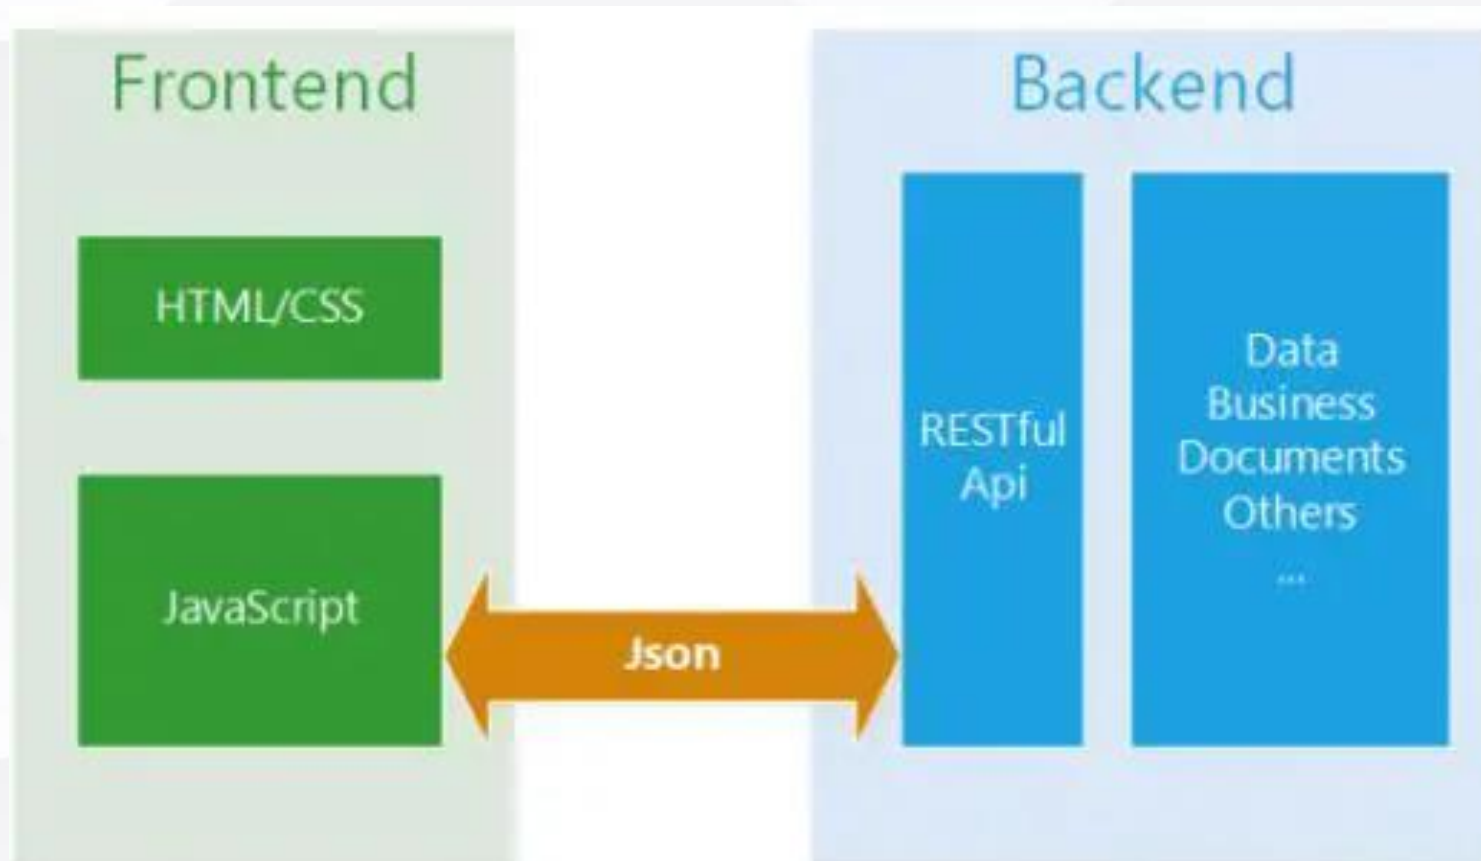 Frontend
HTML/CSS
JavaScript
Json
Backend
RESTful
Api
Data
Business
Documents
Others
...